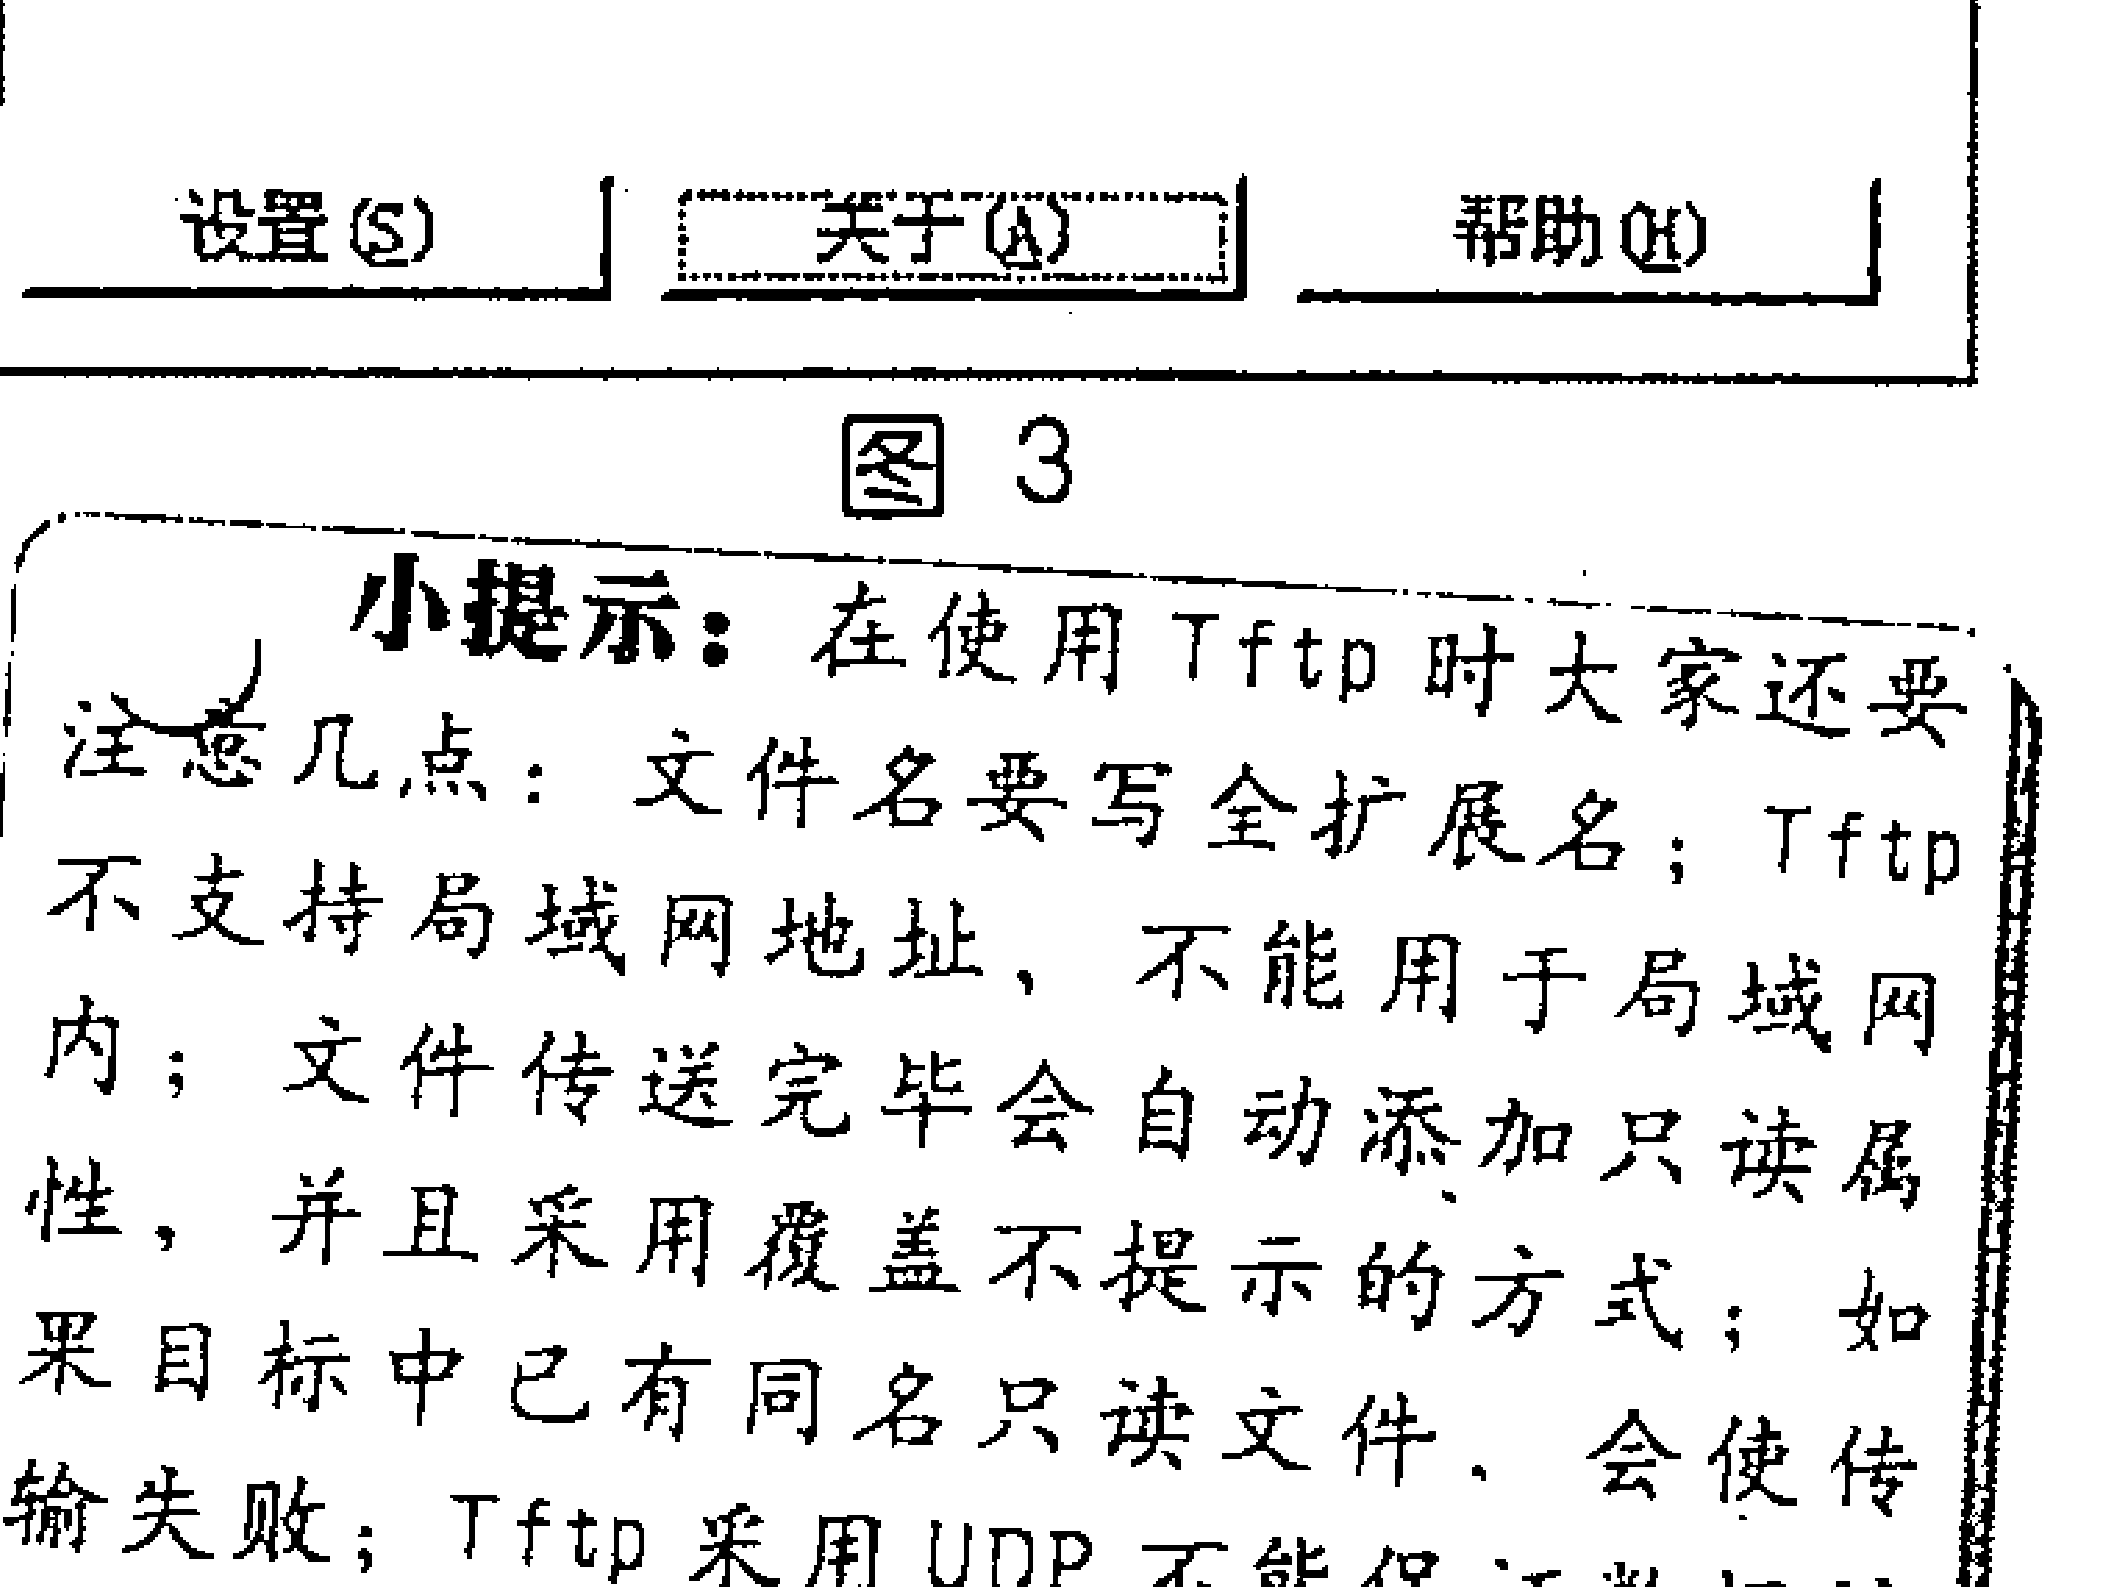 设置(S) 关于(A) 帮助(H)
图 3
小提示：在使用Tftp时大家还要
注意几点：文件名要写全扩展名；Tftp
不支持局域网地址，不能用于局域网
内；文件传送完毕会自动添加只读属
性，并且采用覆盖不提示的方式；如
果目标中已有同名只读文件，会使传
输失败；Tftp采用UDP不能保